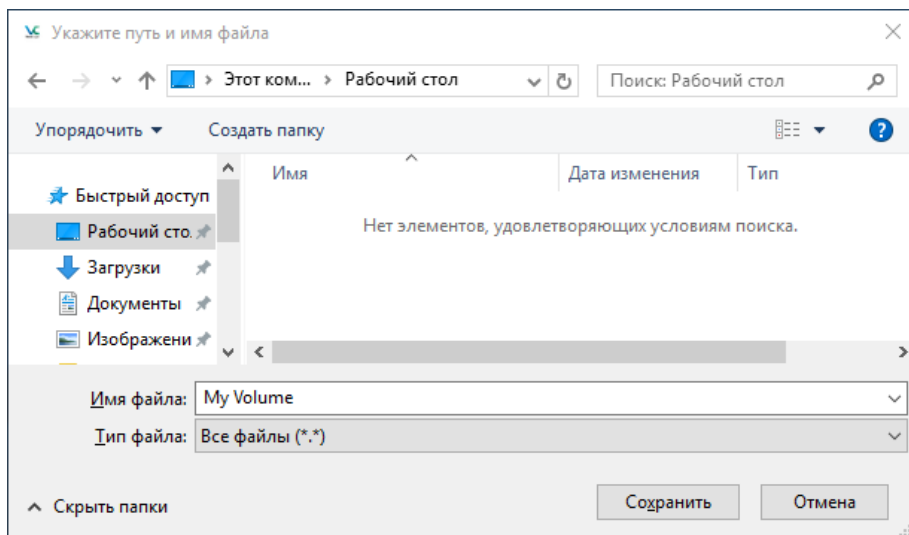 Укажите путь и имя файла
Этот ком... > Рабочий стол
Поиск: Рабочий стол
Упорядочить
Создать папку
Имя
Дата изменения
Тип
Быстрый доступ
Рабочий сто.
Загрузки
Документы
Изображени
Нет элементов, удовлетворяющих условиям поиска.
Имя файла: My Volume
Тип файла: Все файлы (*.*)
Скрыть папки
Сохранить
Отмена